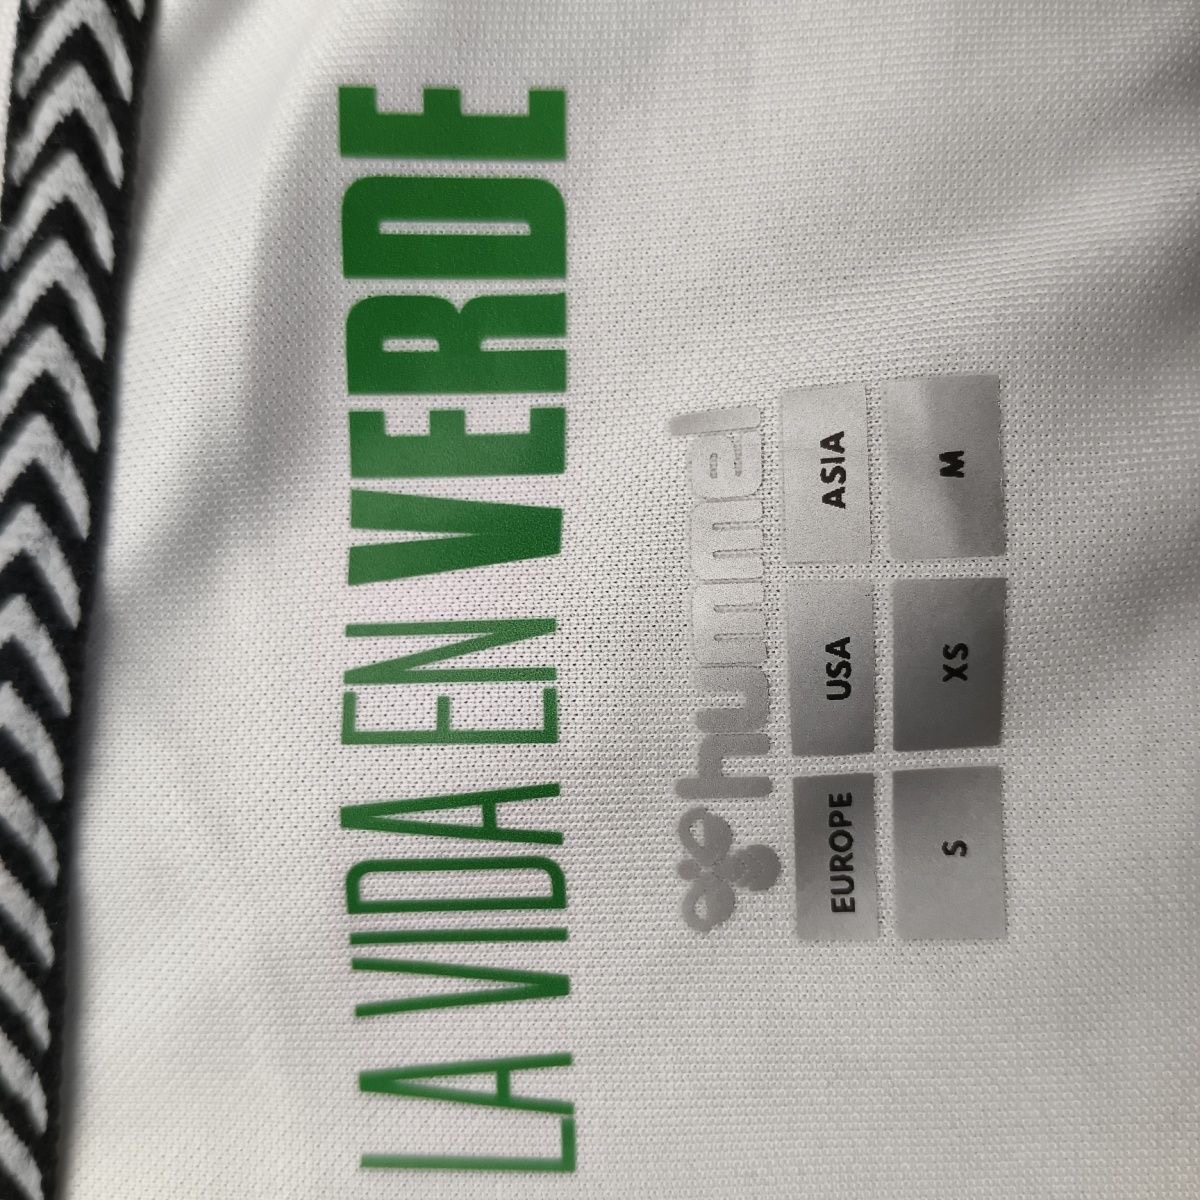 LA VIDA EN VERDE
hummel
EUROPE USA ASIA
S XS M